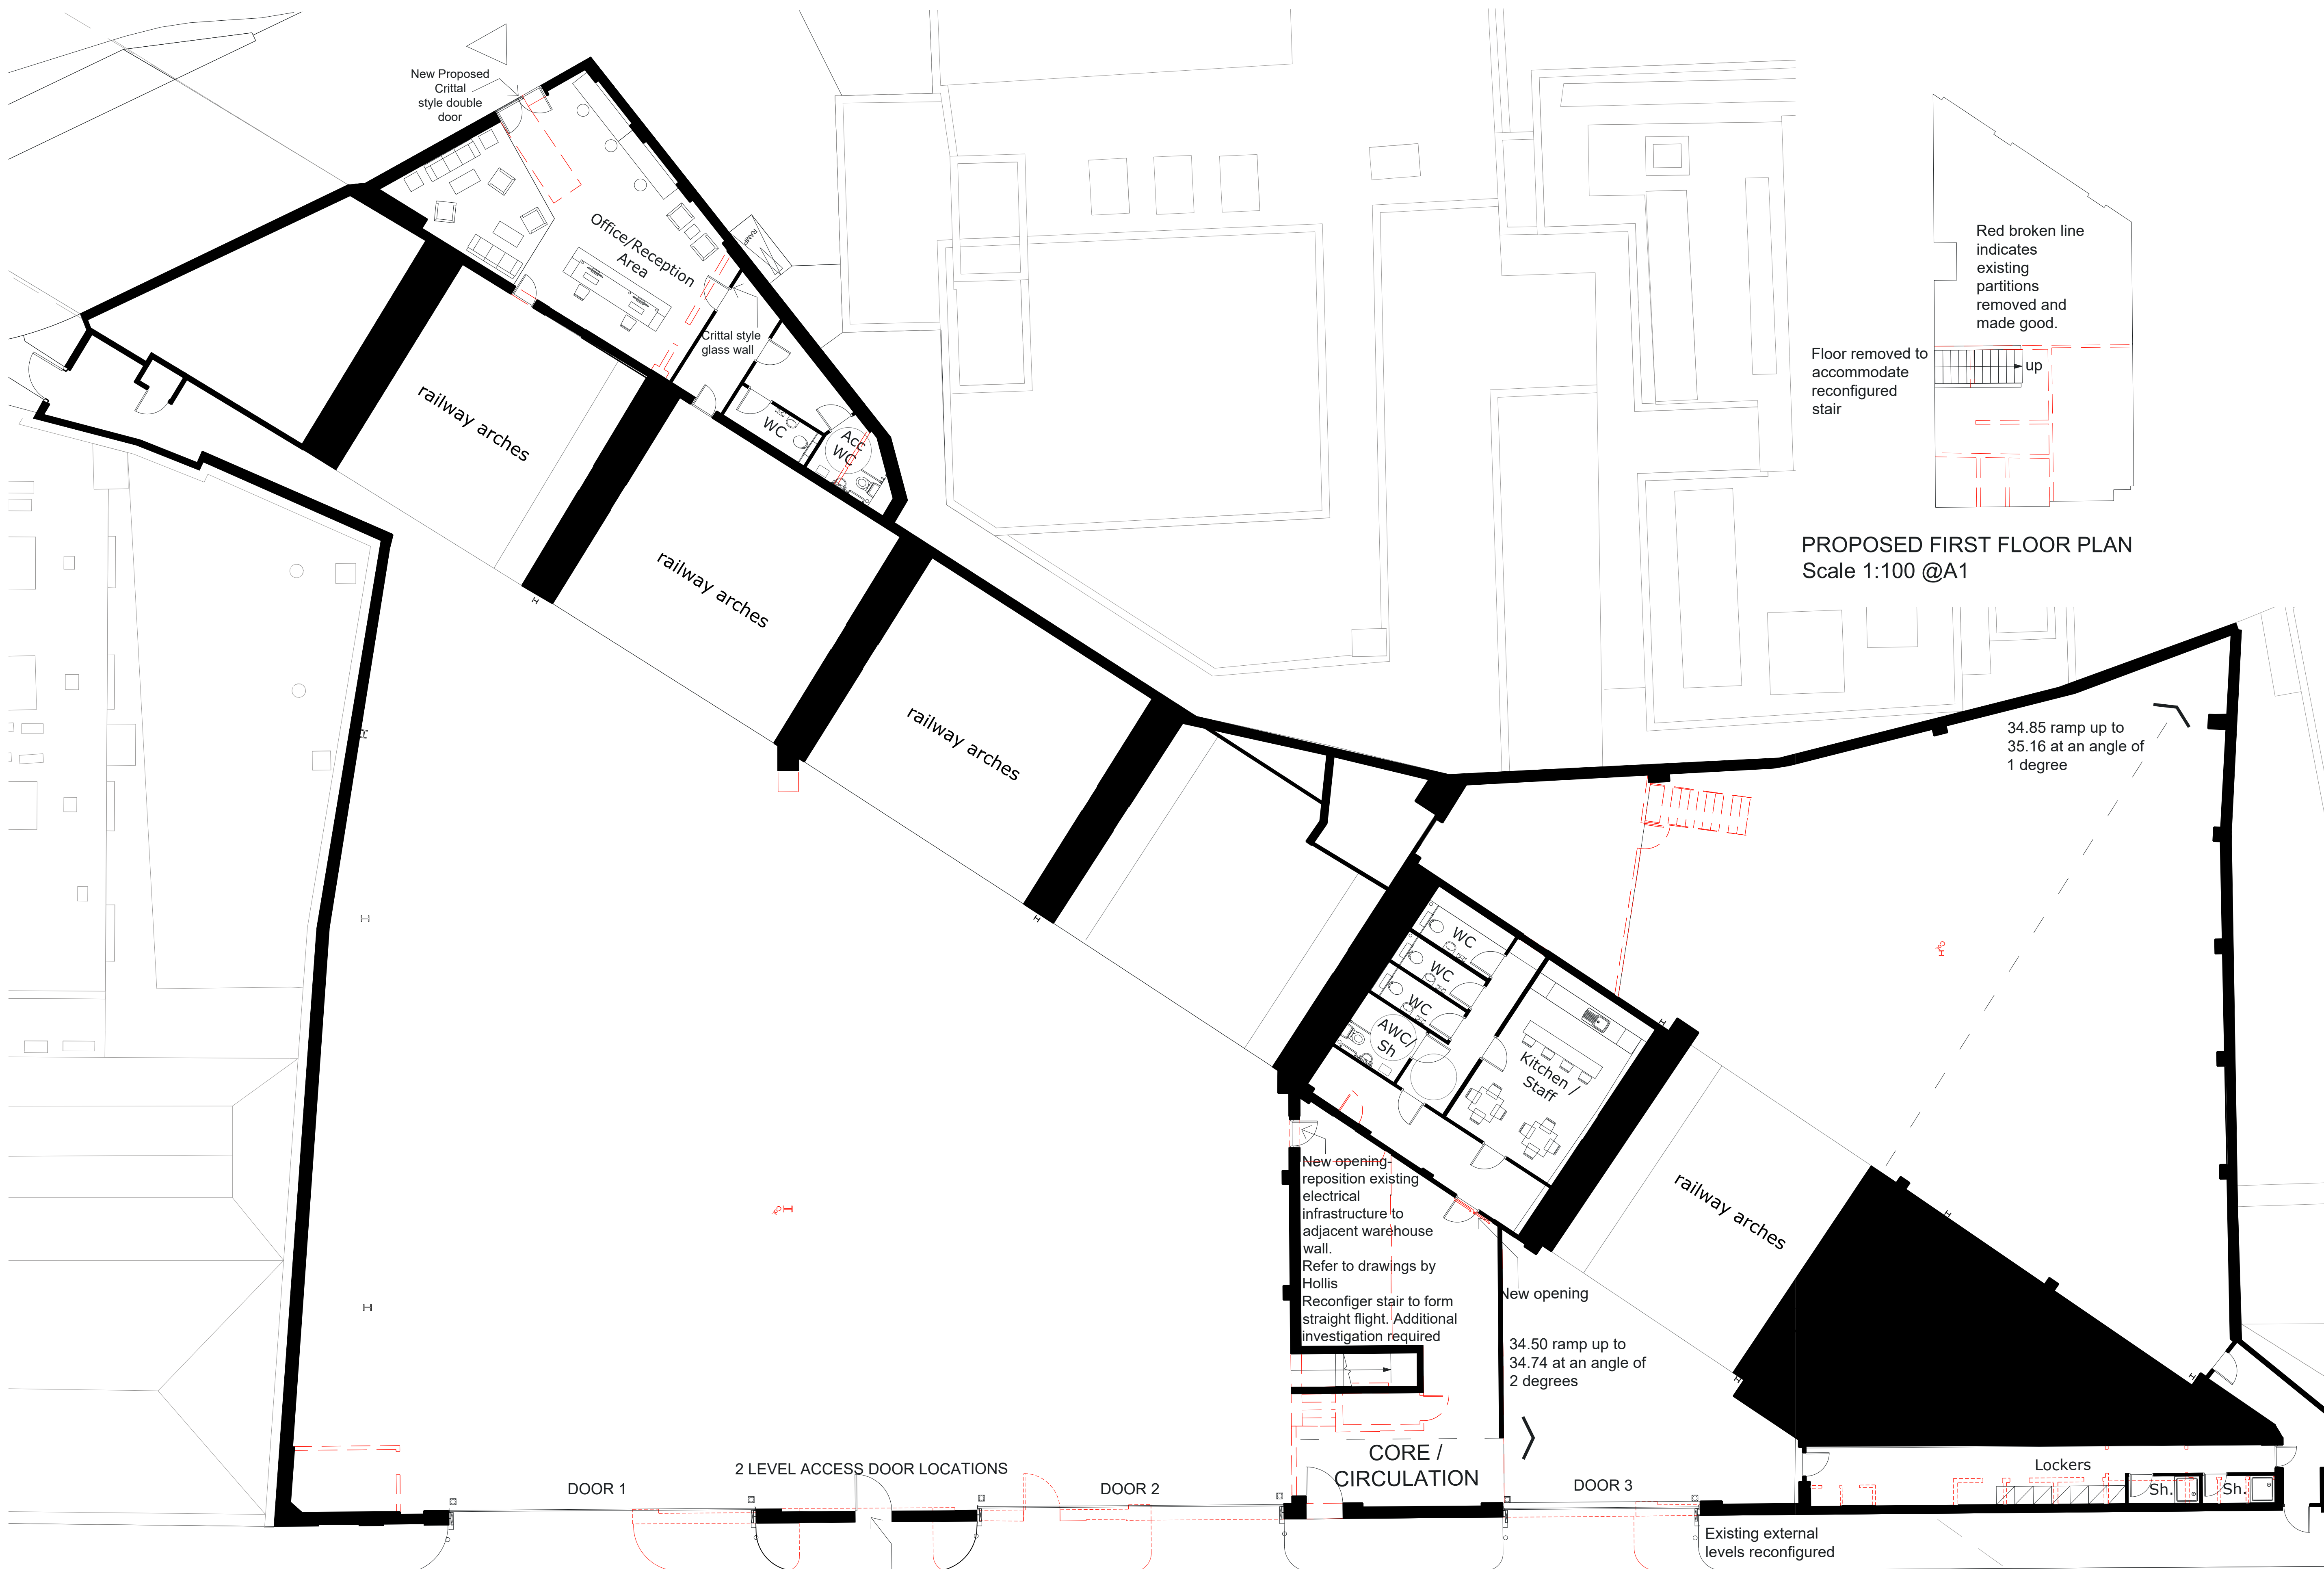 New Proposed
Crittal
style double
door
Office/Reception
Area
RAMP
Crittal style
glass wall
WC
Acc
WC
railway arches
railway arches
railway arches
Red broken line
indicates
existing
partitions
removed and
made good.
Floor removed to
accommodate
reconfigured
stair
up
PROPOSED FIRST FLOOR PLAN
Scale 1:100 @A1
34.85 ramp up to
35.16 at an angle of
1 degree
WC
WC
WC
AWC/
Sh
Kitchen /
Staff
railway arches
New opening-
reposition existing
electrical
infrastructure to
adjacent warehouse
wall.
Refer to drawings by
Hollis
Reconfiger stair to form
straight flight. Additional
investigation required
New opening
34.50 ramp up to
34.74 at an angle of
2 degrees
CORE /
CIRCULATION
2 LEVEL ACCESS DOOR LOCATIONS
DOOR 1
DOOR 2
DOOR 3
Lockers
Sh.
Sh.
Existing external
levels reconfigured